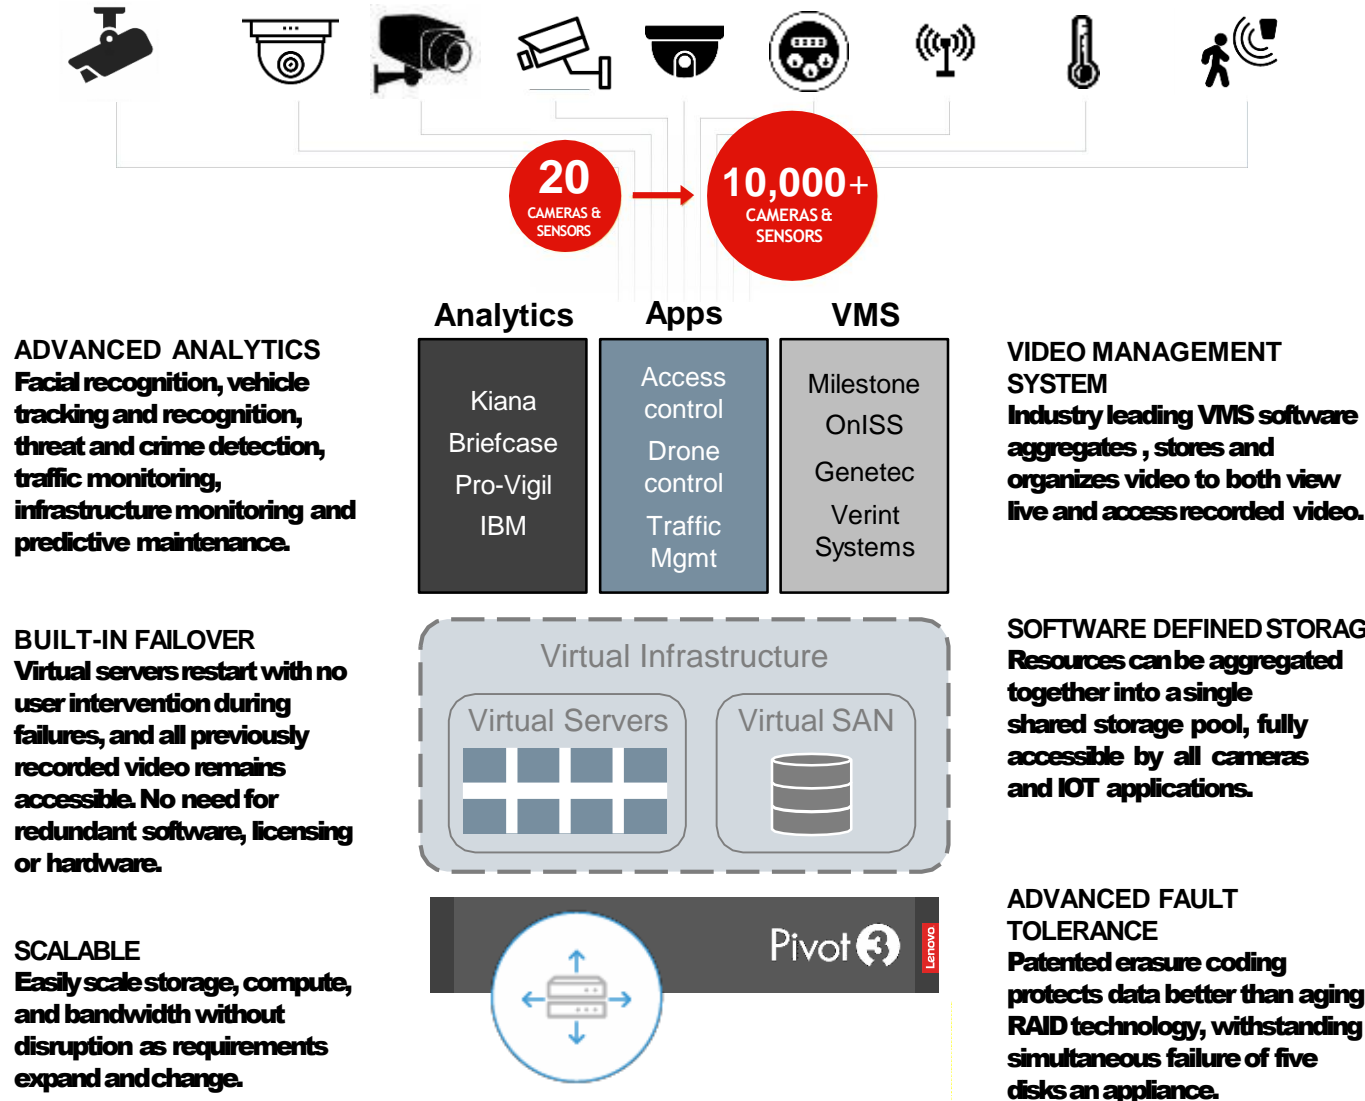 20
CAMERAS &
SENSORS
10,000+
CAMERAS &
SENSORS
Analytics
Apps
VMS
Kiana
Briefcase
Pro-Vigil
IBM
Access
control
Drone
control
Traffic
Mgmt
Milestone
OnISS
Genetec
Verint
Systems
ADVANCED ANALYTICS
Facial recognition, vehicle
tracking and recognition,
threat and crime detection,
traffic monitoring,
infrastructure monitoring and
predictive maintenance.
VIDEO MANAGEMENT
SYSTEM
Industry leading VMS software
aggregates , stores and
organizes video to both view
live and access recorded video.
BUILT-IN FAILOVER
Virtual servers restart with no
user intervention during
failures, and all previously
recorded video remains
accessible. No need for
redundant software, licensing
or hardware.
Virtual Infrastructure
Virtual Servers
Virtual SAN
SOFTWARE DEFINED STORAG
Resources can be aggregated
together into a single
shared storage pool, fully
accessible by all cameras
and IOT applications.
SCALABLE
Easily scale storage, compute,
and bandwidth without
disruption as requirements
expand and change.
Pivot3
Lenovo
ADVANCED FAULT
TOLERANCE
Patented erasure coding
protects data better than aging
RAID technology, withstanding
simultaneous failure of five
disks an appliance.